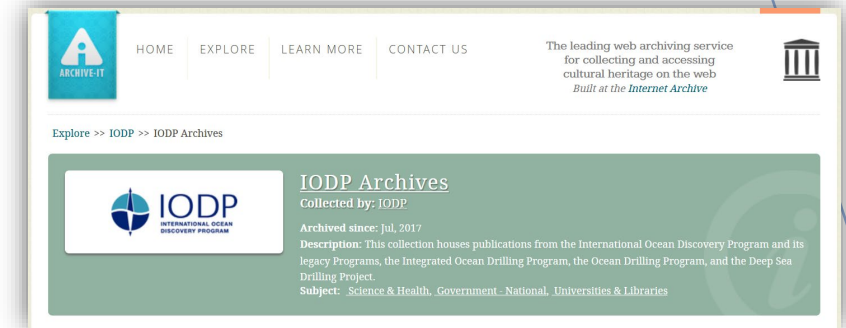 ARCHIVE-IT
HOME EXPLORE LEARN MORE CONTACT US
The leading web archiving service
for collecting and accessing
cultural heritage on the web
Built at the Internet Archive
Explore >> IODP >> IODP Archives
IODP
INTERNATIONAL OCEAN
DISCOVERY PROGRAM
IODP Archives
Collected by: IODP
Archived since: Jul, 2017
Description: This collection houses publications from the International Ocean Discovery Program and its
legacy Programs, the Integrated Ocean Drilling Program, the Ocean Drilling Program, and the Deep Sea
Drilling Project.
Subject: Science & Health, Government - National, Universities & Libraries